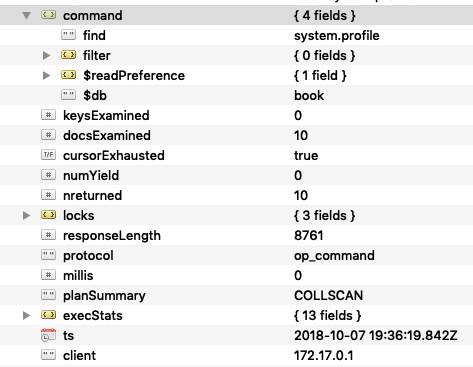 command { 4 fields }
"" find system.profile
{} filter { 0 fields }
{} $readPreference { 1 field }
"" $db book
# keysExamined 0
# docsExamined 10
T/F cursorExhausted true
# numYield 0
# nreturned 10
{} locks { 3 fields }
# responseLength 8761
"" protocol op_command
# millis 0
"" planSummary COLLSCAN
{} execStats { 13 fields }
ts 2018-10-07 19:36:19.842Z
"" client 172.17.0.1